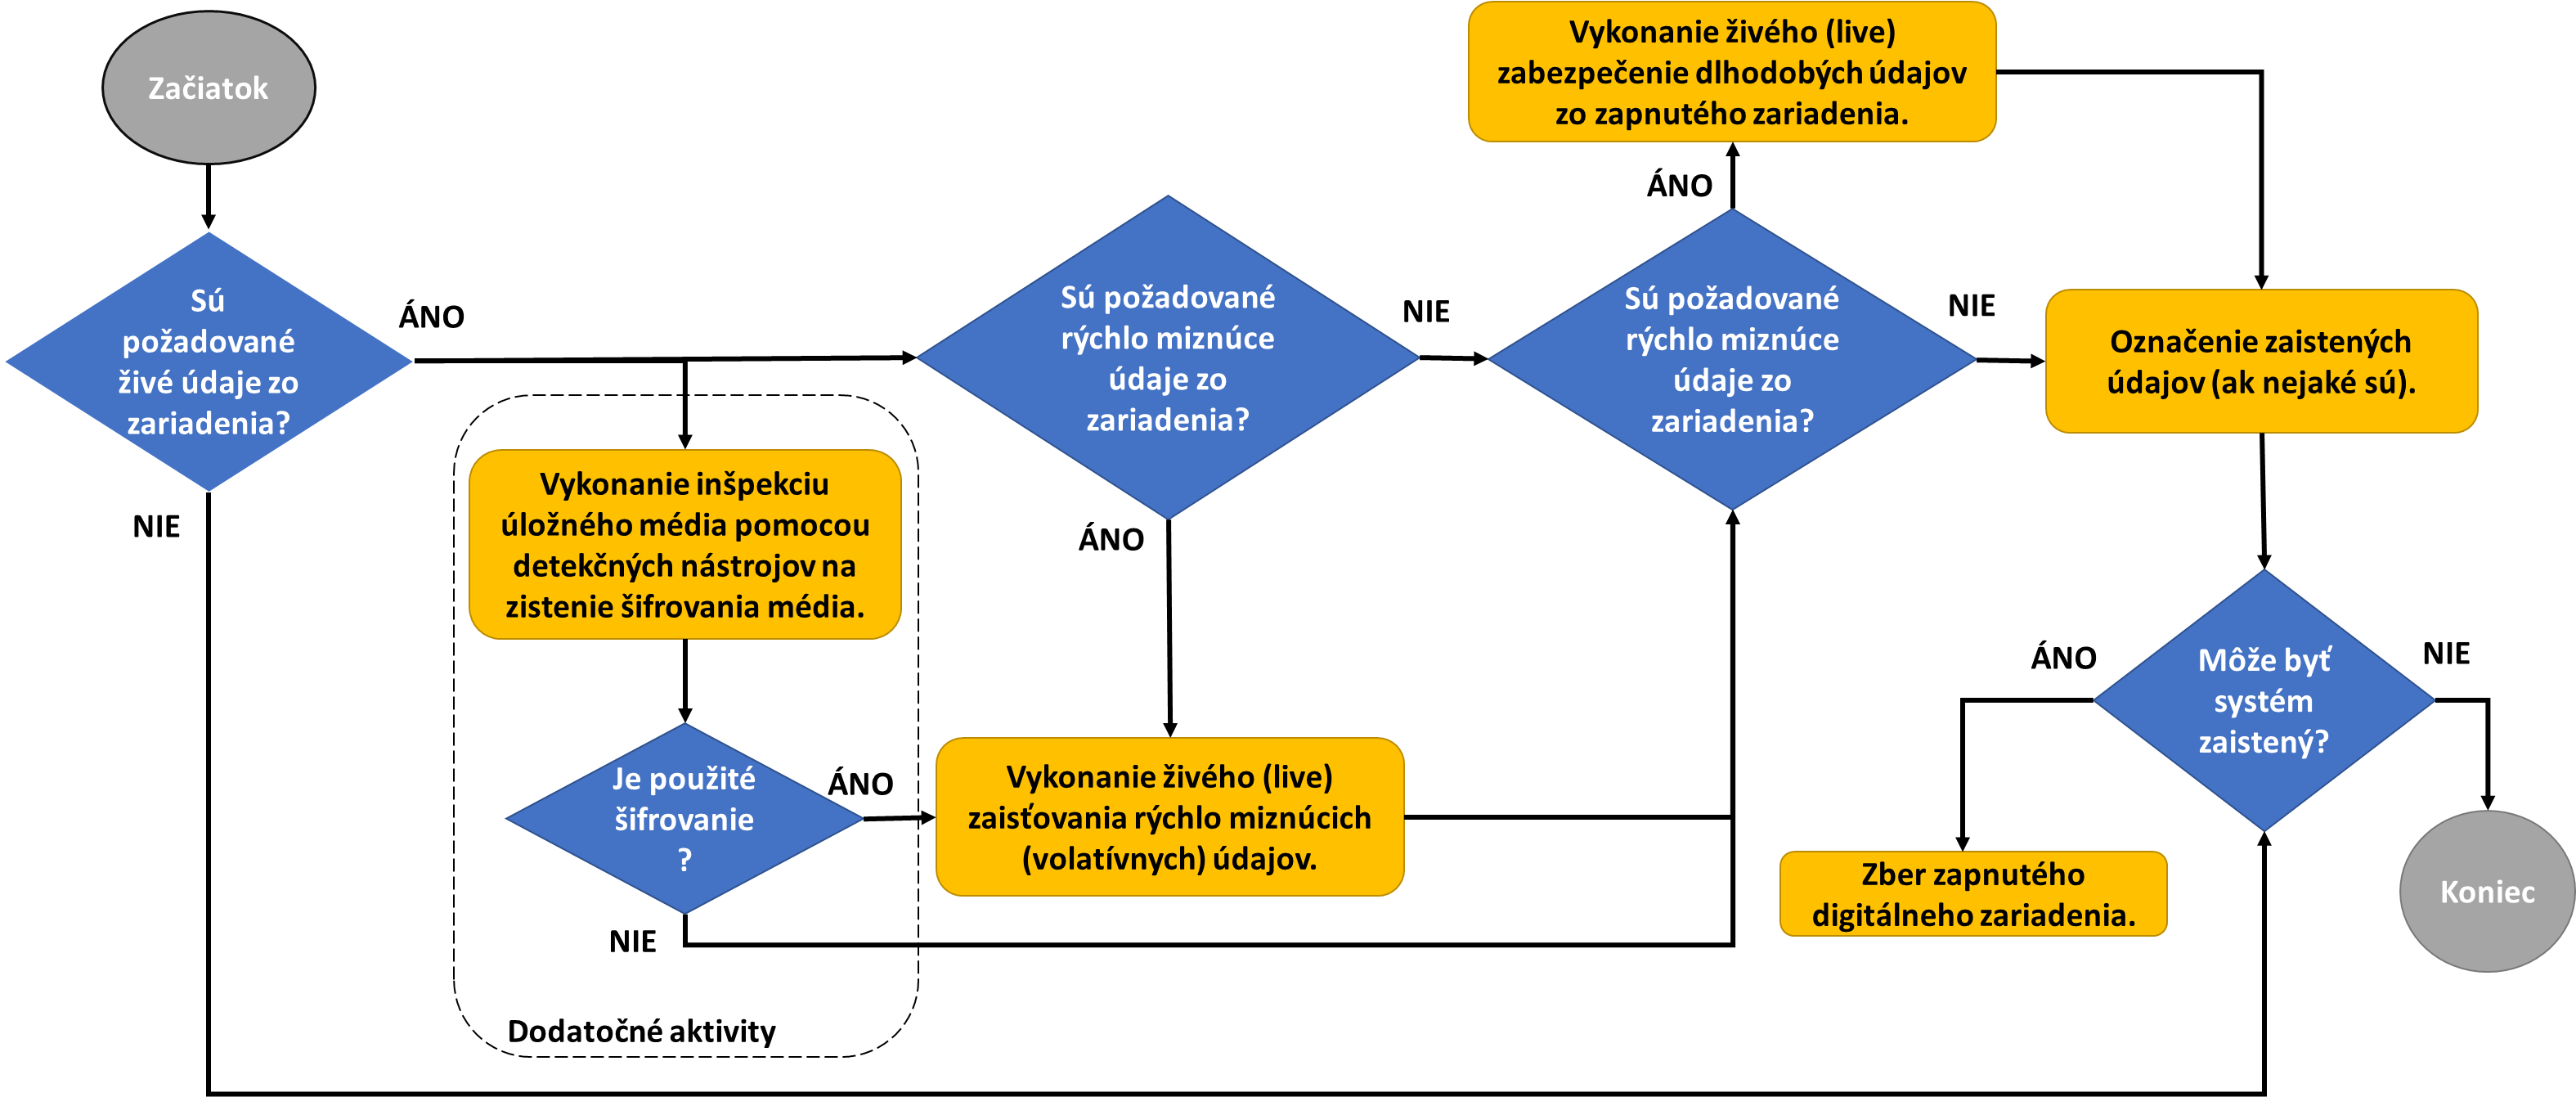 Začiatok
Sú
požadované
živé údaje zo
zariadenia?
ÁNO
NIE
Vykonanie inšpekciu
úložného média pomocou
detekčných nástrojov na
zistenie šifrovania média.
Je použité
šifrovanie
?
ÁNO
NIE
Dodatočné aktivity
Sú požadované
rýchlo miznúce
údaje zo
zariadenia?
NIE
ÁNO
Vykonanie živého (live)
zaisťovania rýchlo miznúcich
(volatívnych) údajov.
Sú požadované
rýchlo miznúce
údaje zo
zariadenia?
ÁNO
NIE
Vykonanie živého (live)
zabezpečenie dlhodobých údajov
zo zapnutého zariadenia.
Označenie zaistených
údajov (ak nejaké sú).
Môže byť
systém
zaistený?
ÁNO
NIE
Zber zapnutého
digitálneho zariadenia.
Koniec